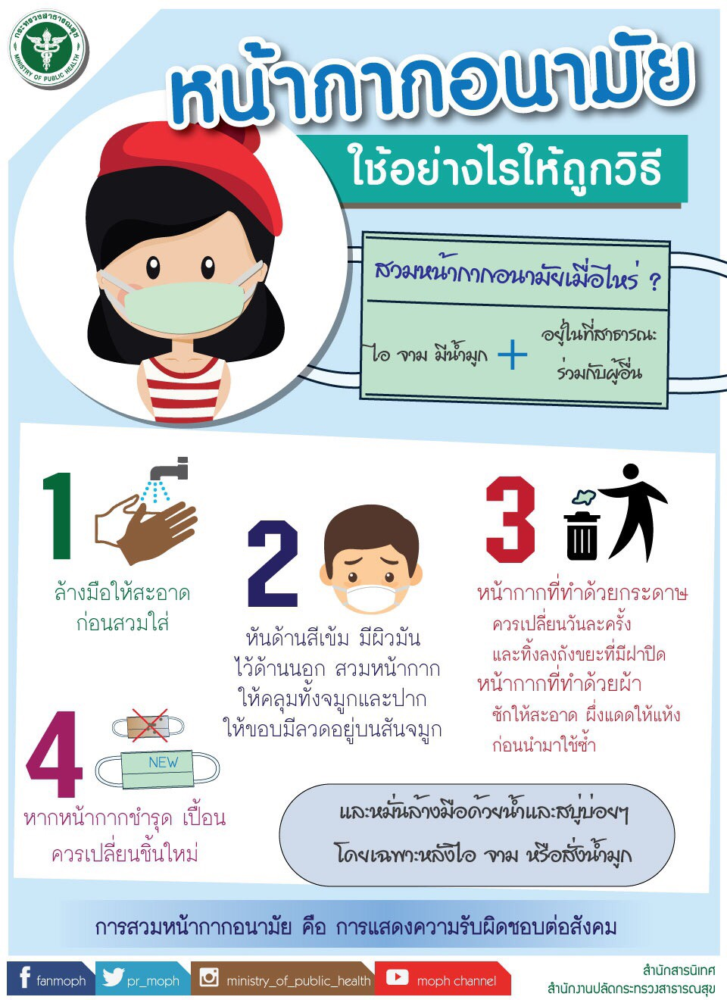 กระทรวงสาธารณสุข
MINISTRY OF PUBLIC HEALTH
หน้ากากอนามัย
ใช้อย่างไรให้ถูกวิธี
สวมหน้ากากอนามัยเมื่อไหร่ ?
ไอ จาม มีน้ำมูก + อยู่ในที่สาธารณะ
ร่วมกับผู้อื่น
1
ล้างมือให้สะอาด
ก่อนสวมใส่
2
หันด้านสีเข้ม มีผิวมัน
ไว้ด้านนอก สวมหน้ากาก
ให้คลุมทั้งจมูกและปาก
ให้ขอบมีลวดอยู่บนสันจมูก
3
หน้ากากที่ทำด้วยกระดาษ
ควรเปลี่ยนวันละครั้ง
และทิ้งลงถังขยะที่มีฝาปิด
หน้ากากที่ทำด้วยผ้า
ซักให้สะอาด ผึ่งแดดให้แห้ง
ก่อนนำมาใช้ซ้ำ
4
NEW
หากหน้ากากชำรุด เปื้อน
ควรเปลี่ยนชิ้นใหม่
และหมั่นล้างมือด้วยน้ำและสบู่บ่อยๆ
โดยเฉพาะหลังไอ จาม หรือสั่งน้ำมูก
การสวมหน้ากากอนามัย คือ การแสดงความรับผิดชอบต่อสังคม
fanmoph
pr_moph
ministry_of_public_health
moph channel
สำนักสารนิเทศ
สำนักงานปลัดกระทรวงสาธารณสุข